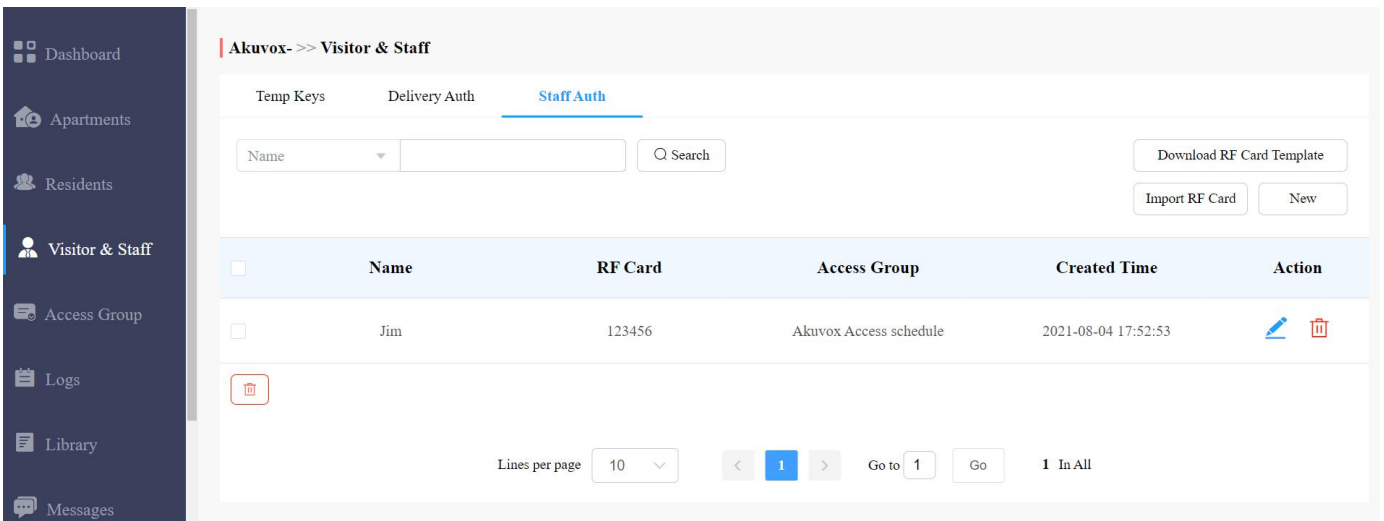 Dashboard
Apartments
Residents
Visitor & Staff
Access Group
Logs
Library
Messages
Akuvox- >> Visitor & Staff
Temp Keys Delivery Auth Staff Auth
Name Search Download RF Card Template
Import RF Card New
Name RF Card Access Group Created Time Action
Jim 123456 Akuvox Access schedule 2021-08-04 17:52:53
Lines per page 10 < 1 > Go to 1 Go 1 In All